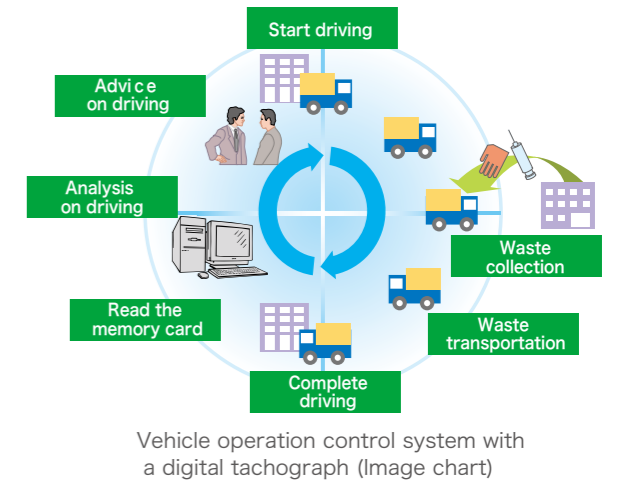 Start driving
Advice
on driving
Analysis
on driving
Waste
collection
Read the
memory card
Waste
transportation
Complete
driving
Vehicle operation control system with
a digital tachograph (Image chart)